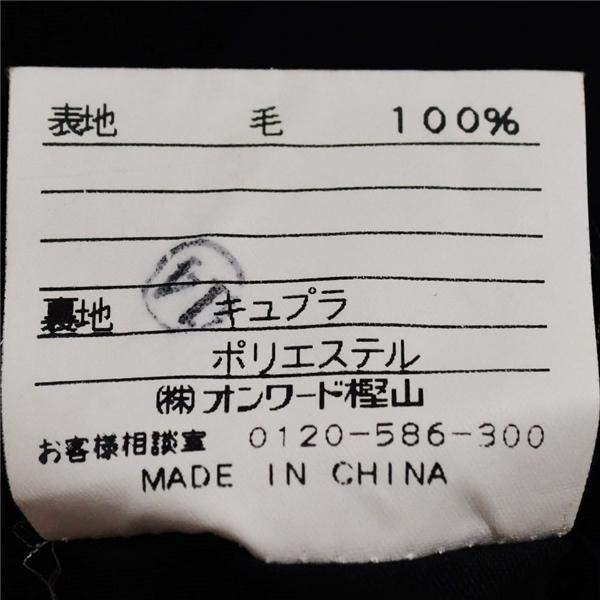 表地 毛 100%
裏地 キュプラ
ポリエステル
㈱オンワード樫山
お客様相談室 0120-586-300
MADE IN CHINA